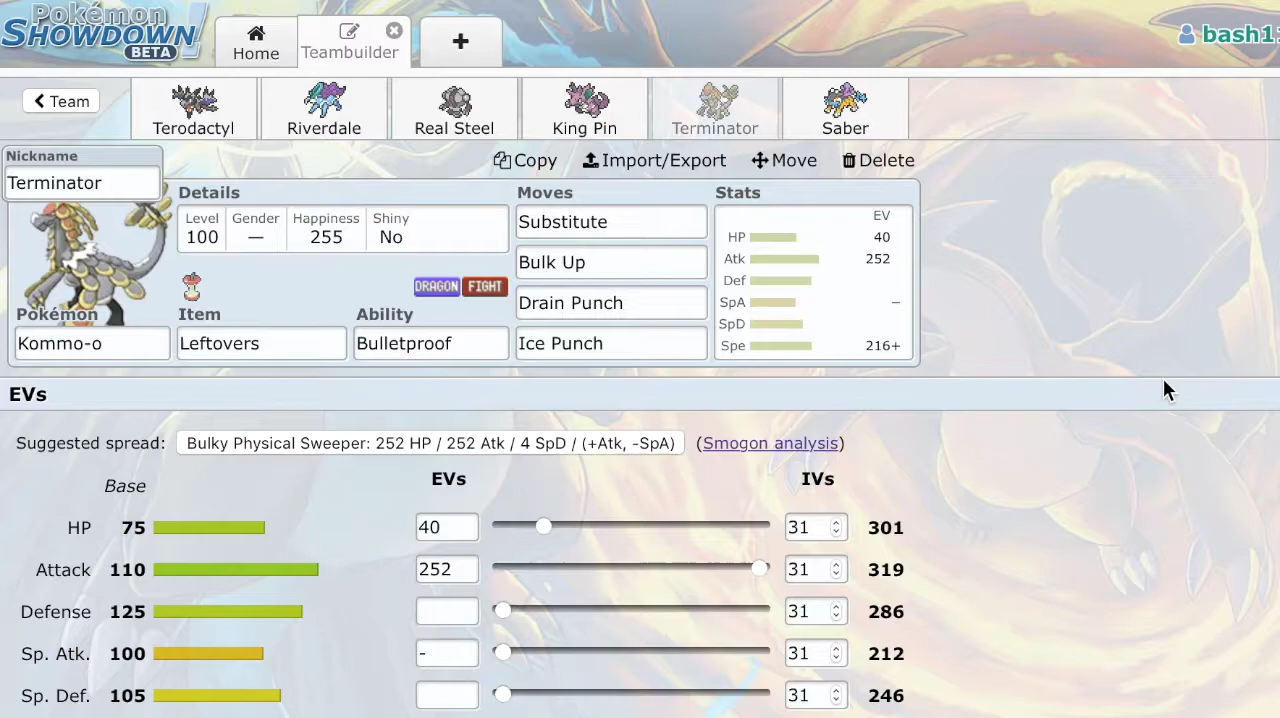 Pokémon
SHOWDOWN!
BETA
Home
Teambuilder
bash1
Team
Terodactyl
Riverdale
Real Steel
King Pin
Terminator
Saber
Copy
Import/Export
Move
Delete
Nickname
Terminator
Details
Level
Gender
Happiness
Shiny
100
—
255
No
DRAGON
FIGHT
Pokémon
Item
Ability
Kommo-o
Leftovers
Bulletproof
Moves
Substitute
Bulk Up
Drain Punch
Ice Punch
Stats
EV
HP 40
Atk 252
Def
SpA –
SpD
Spe 216+
EVs
Suggested spread: Bulky Physical Sweeper: 252 HP / 252 Atk / 4 SpD / (+Atk, -SpA) (Smogon analysis)
Base EVs IVs
HP 75 40 31 301
Attack 110 252 31 319
Defense 125 31 286
Sp. Atk. 100 - 31 212
Sp. Def. 105 31 246